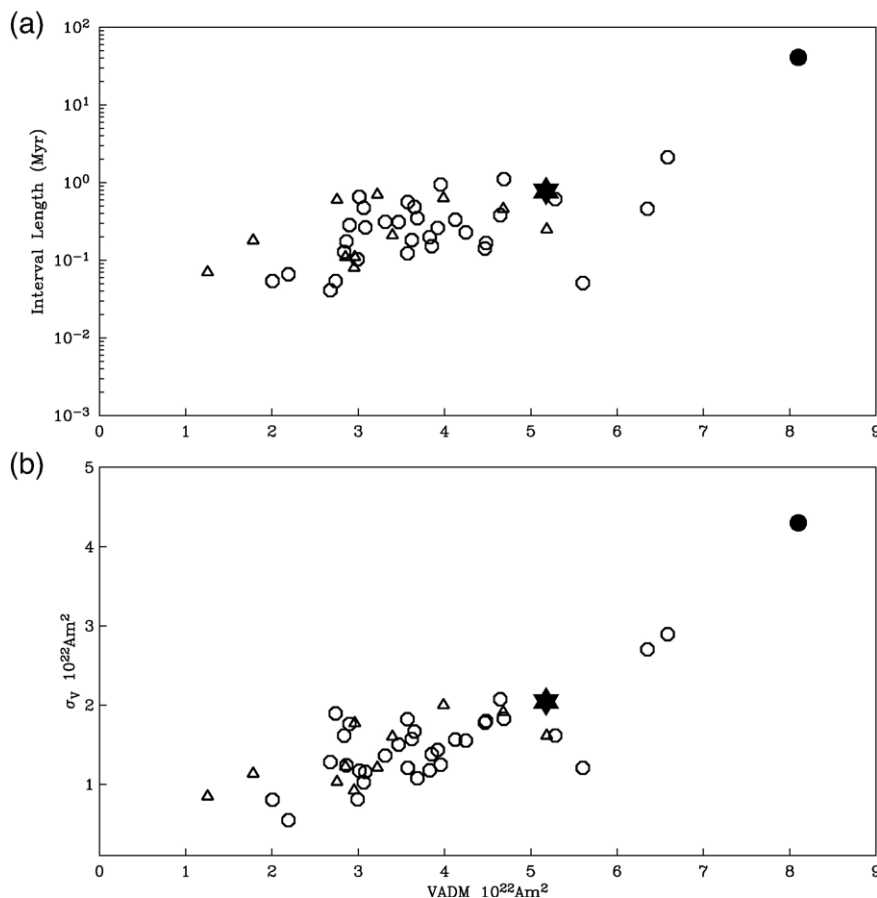 (a)
10²
10¹
10⁰
10⁻¹
10⁻²
10⁻³
Interval Length (Myr)
0 1 2 3 4 5 6 7 8 9
(b)
5
4
3
2
1
σᵥ 10²²Am²
0 1 2 3 4 5 6 7 8 9
VADM 10²²Am²